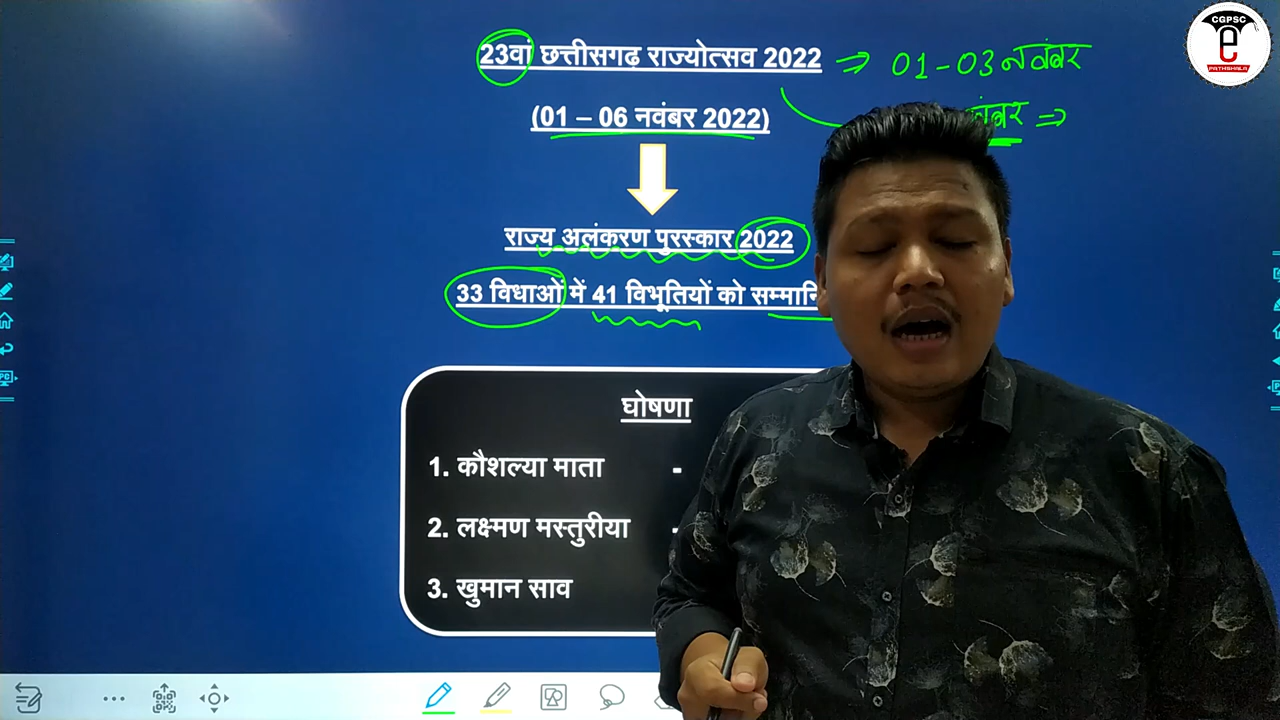 CGPSC
e
PATHSHALA
23वां छत्तीसगढ़ राज्योत्सव 2022 ⇒ 01-03 नवंबर
(01 – 06 नवंबर 2022)
⇒
राज्य अलंकरण पुरस्कार 2022
33 विधाओं में 41 विभूतियों को
घोषणा
1. कौशल्या माता -
2. लक्ष्मण मस्तुरीया -
3. खुमान साव